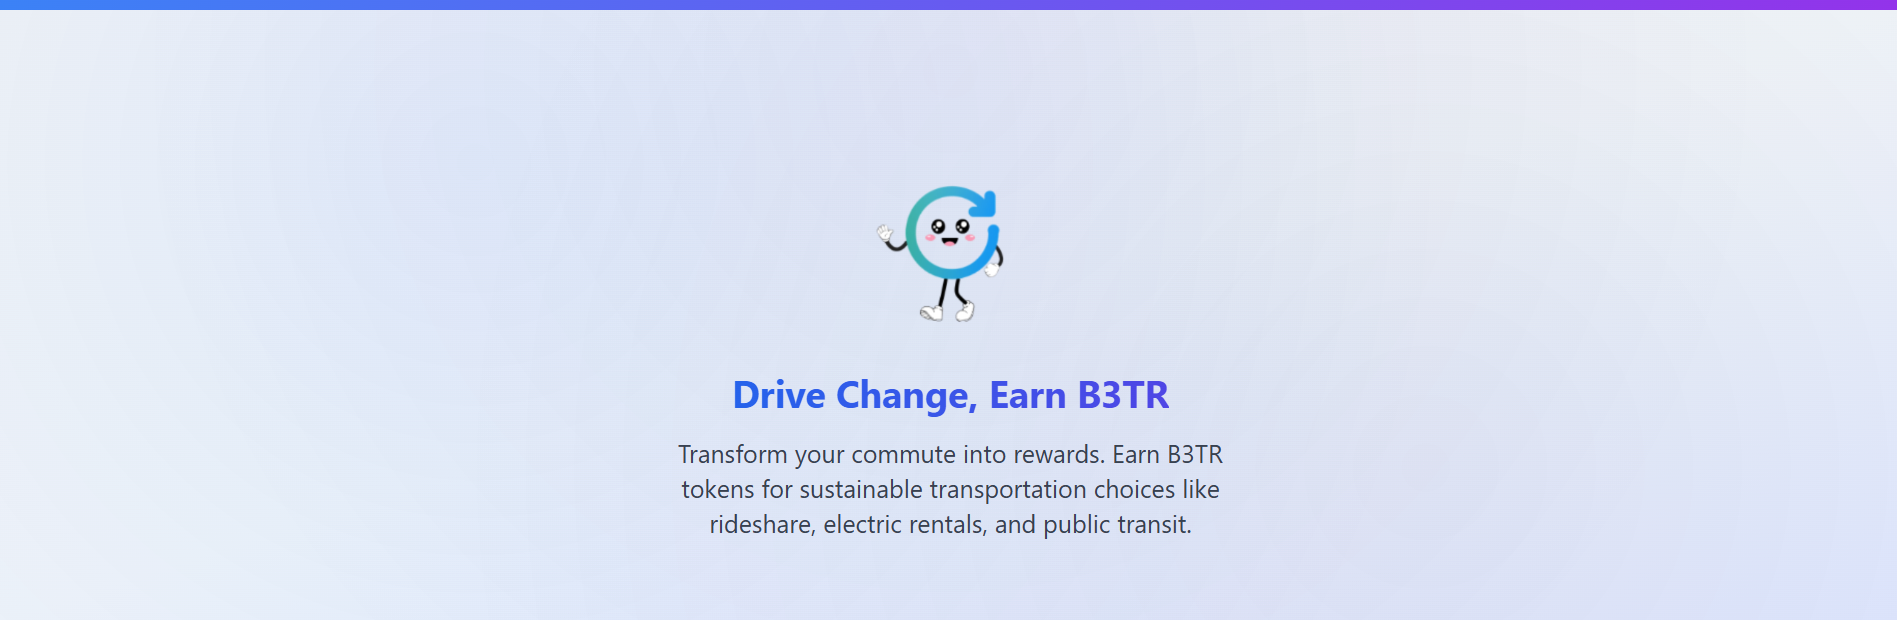 Drive Change, Earn B3TR
Transform your commute into rewards. Earn B3TR
tokens for sustainable transportation choices like
rideshare, electric rentals, and public transit.